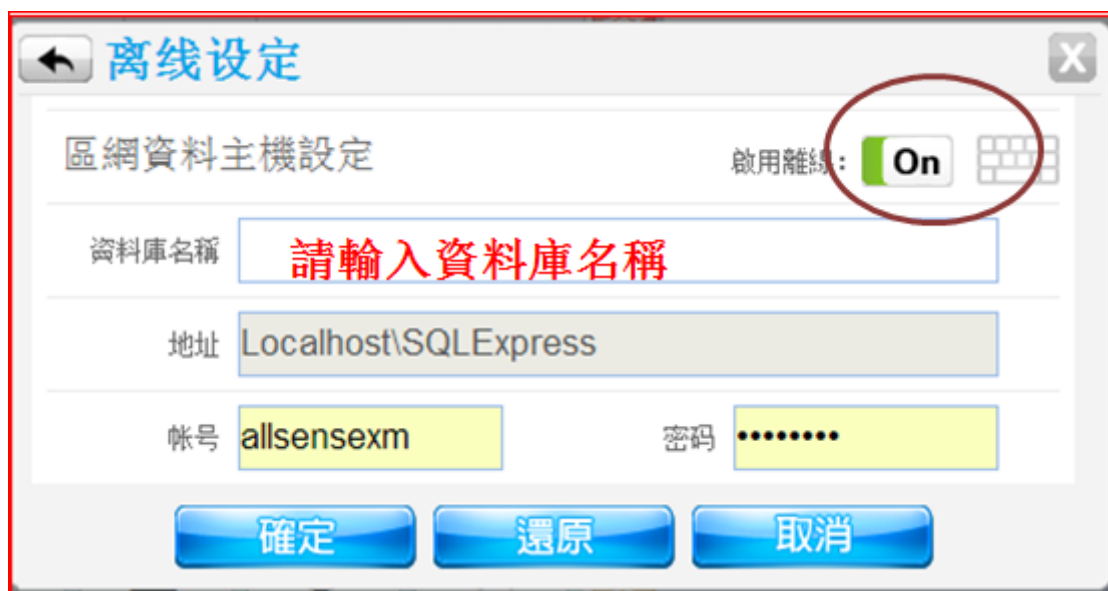 离线设定
X
區網資料主機設定
啟用離線： On
資料庫名稱 請輸入資料庫名稱
地址 Localhost\SQLExpress
帐号 allsensexm 密码 ••••••••
確定 還原 取消